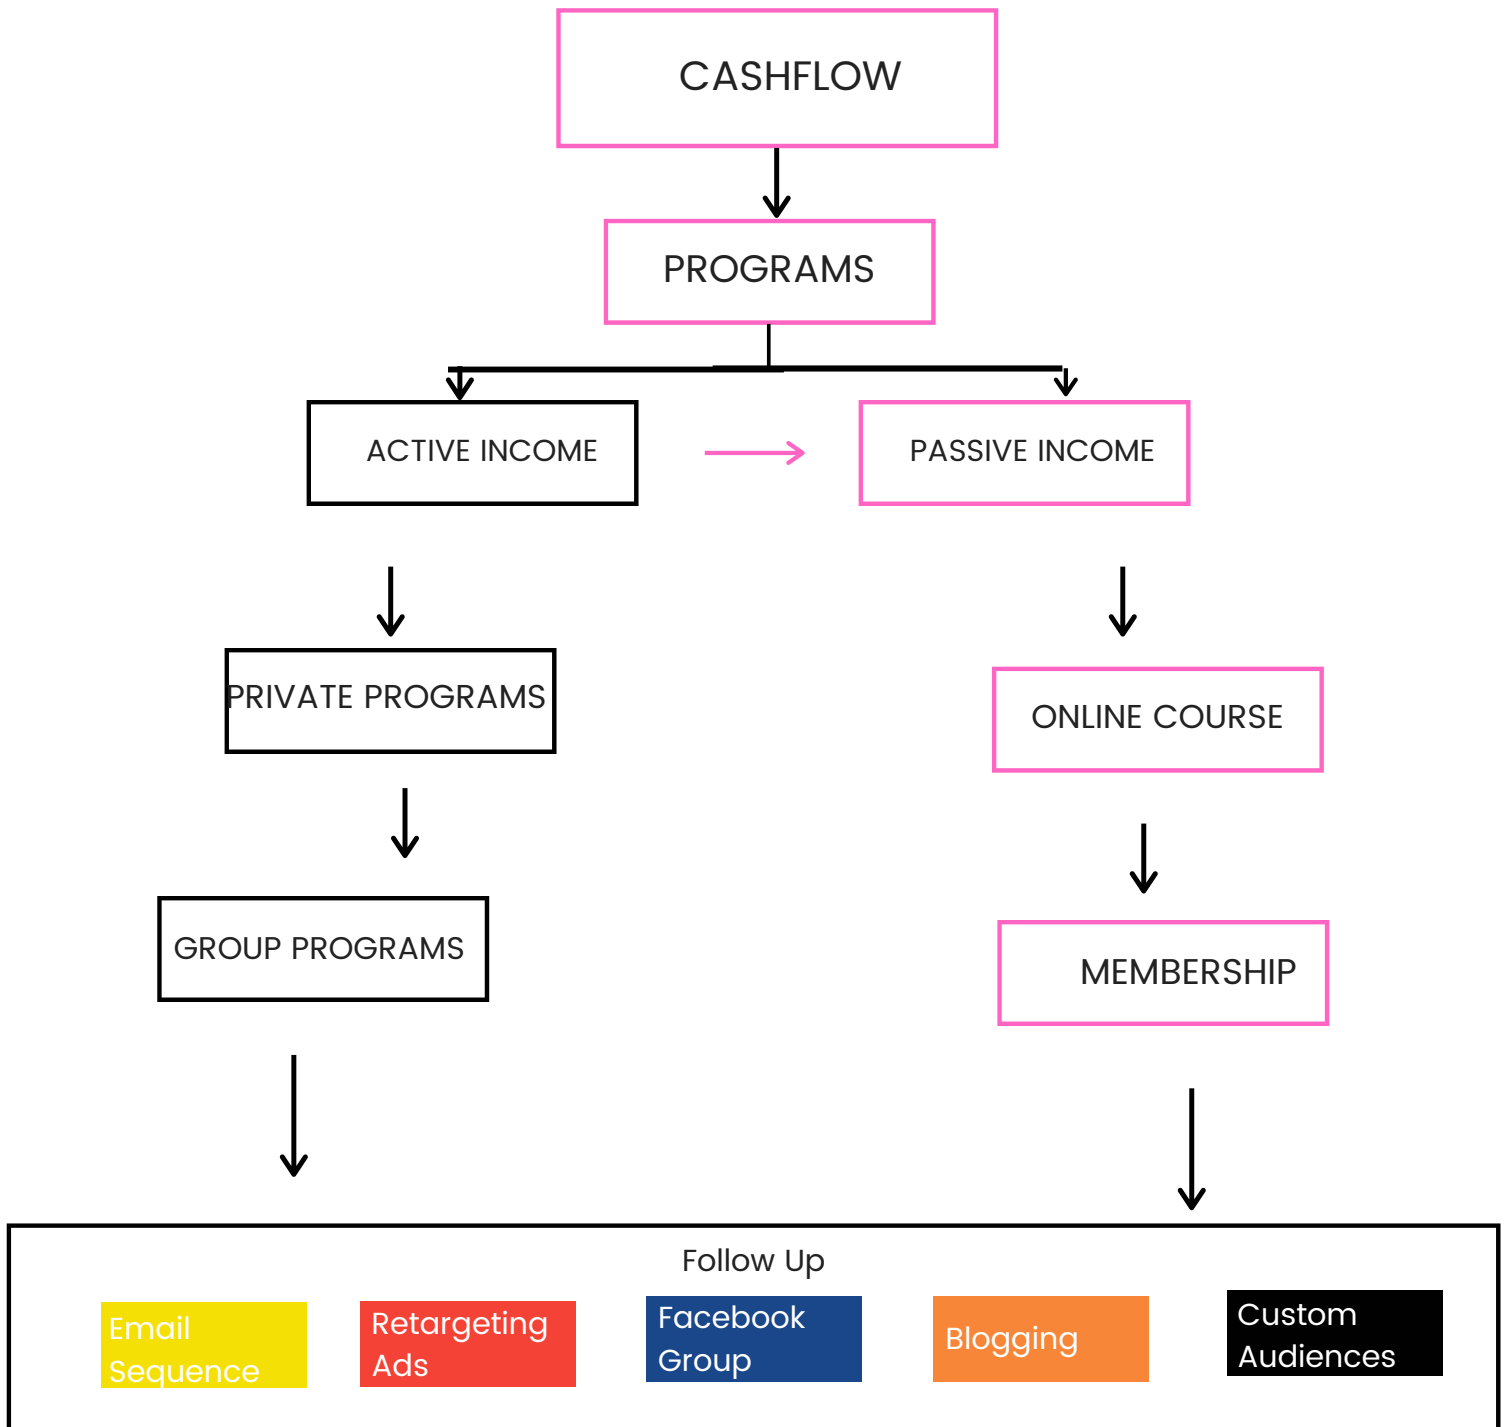 CASHFLOW
PROGRAMS
ACTIVE INCOME
PASSIVE INCOME
PRIVATE PROGRAMS
ONLINE COURSE
GROUP PROGRAMS
MEMBERSHIP
Follow Up
Email
Sequence
Retargeting
Ads
Facebook
Group
Blogging
Custom
Audiences